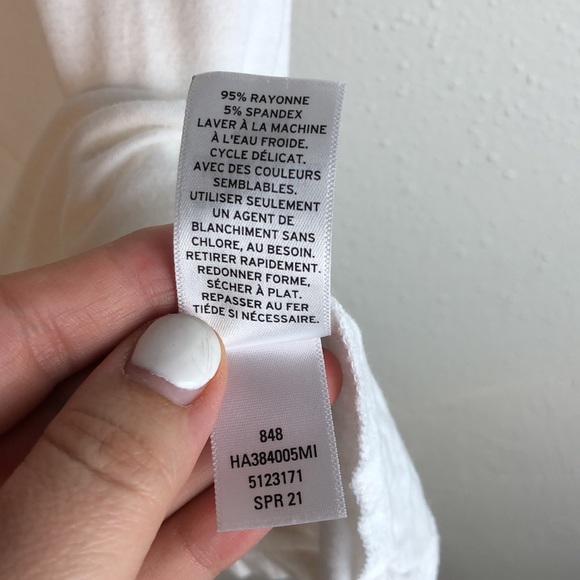 95% RAYONNE
5% SPANDEX
LAVER À LA MACHINE
À L'EAU FROIDE.
CYCLE DÉLICAT.
AVEC DES COULEURS
SEMBLABLES.
UTILISER SEULEMENT
UN AGENT DE
BLANCHIMENT SANS
CHLORE, AU BESOIN.
RETIRER RAPIDEMENT.
REDONNER FORME,
SÉCHER À PLAT.
REPASSER AU FER
TIÉDE SI NÉCESSAIRE.
848
HA384005MI
5123171
SPR 21